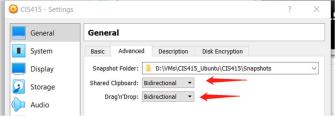 CIS415 - Settings
General
System
Display
Storage
Audio
General
Basic Advanced Description Disk Encryption
Snapshot Folder: D:\VMs\CIS415_Ubuntu\CIS415\Snapshots
Shared Clipboard: Bidirectional
Drag'n'Drop: Bidirectional